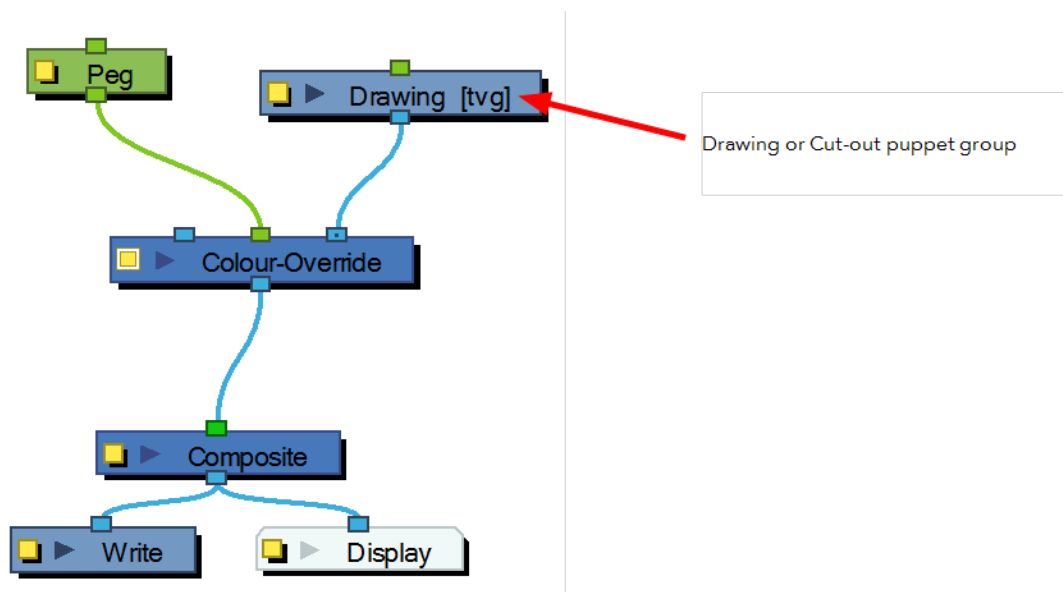 Peg
Drawing [tvg]
Drawing or Cut-out puppet group
Colour-Override
Composite
Write
Display